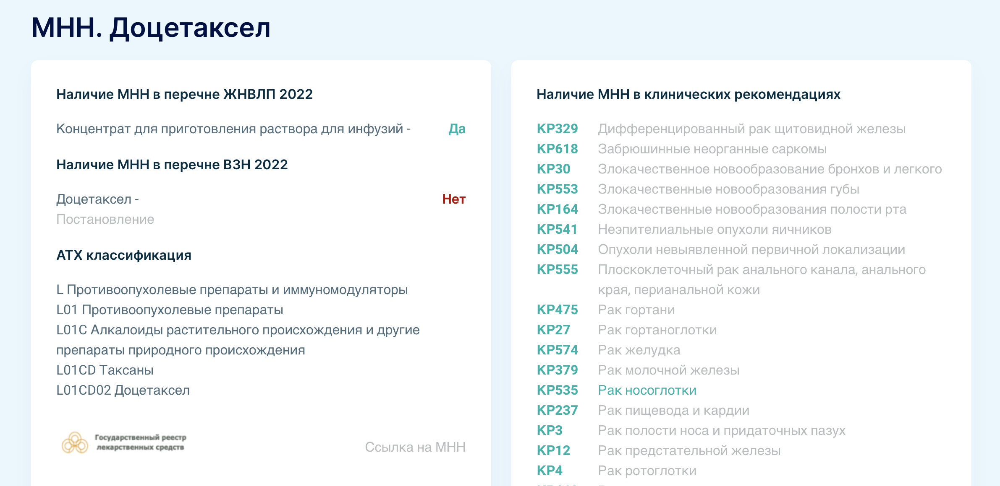 МНН. Доцетаксел
Наличие МНН в перечне ЖНВЛП 2022
Концентрат для приготовления раствора для инфузий - Да
Наличие МНН в перечне ВЗН 2022
Доцетаксел - Нет
Постановление
АТХ классификация
L Противоопухолевые препараты и иммуномодуляторы
L01 Противоопухолевые препараты
L01C Алкалоиды растительного происхождения и другие
препараты природного происхождения
L01CD Таксаны
L01CD02 Доцетаксел
Государственный реестр
лекарственных средств
Ссылка на МНН
Наличие МНН в клинических рекомендациях
КР329 Дифференцированный рак щитовидной железы
КР618 Забрюшинные неорганные саркомы
КР30 Злокачественное новообразование бронхов и легкого
КР553 Злокачественные новообразования губы
КР164 Злокачественные новообразования полости рта
КР541 Неэпителиальные опухоли яичников
КР504 Опухоли невыявленной первичной локализации
КР555 Плоскоклеточный рак анального канала, анального
края, перианальной кожи
КР475 Рак гортани
КР27 Рак гортаноглотки
КР574 Рак желудка
КР379 Рак молочной железы
КР535 Рак носоглотки
КР237 Рак пищевода и кардии
КР3 Рак полости носа и придаточных пазух
КР12 Рак предстательной железы
КР4 Рак ротоглотки